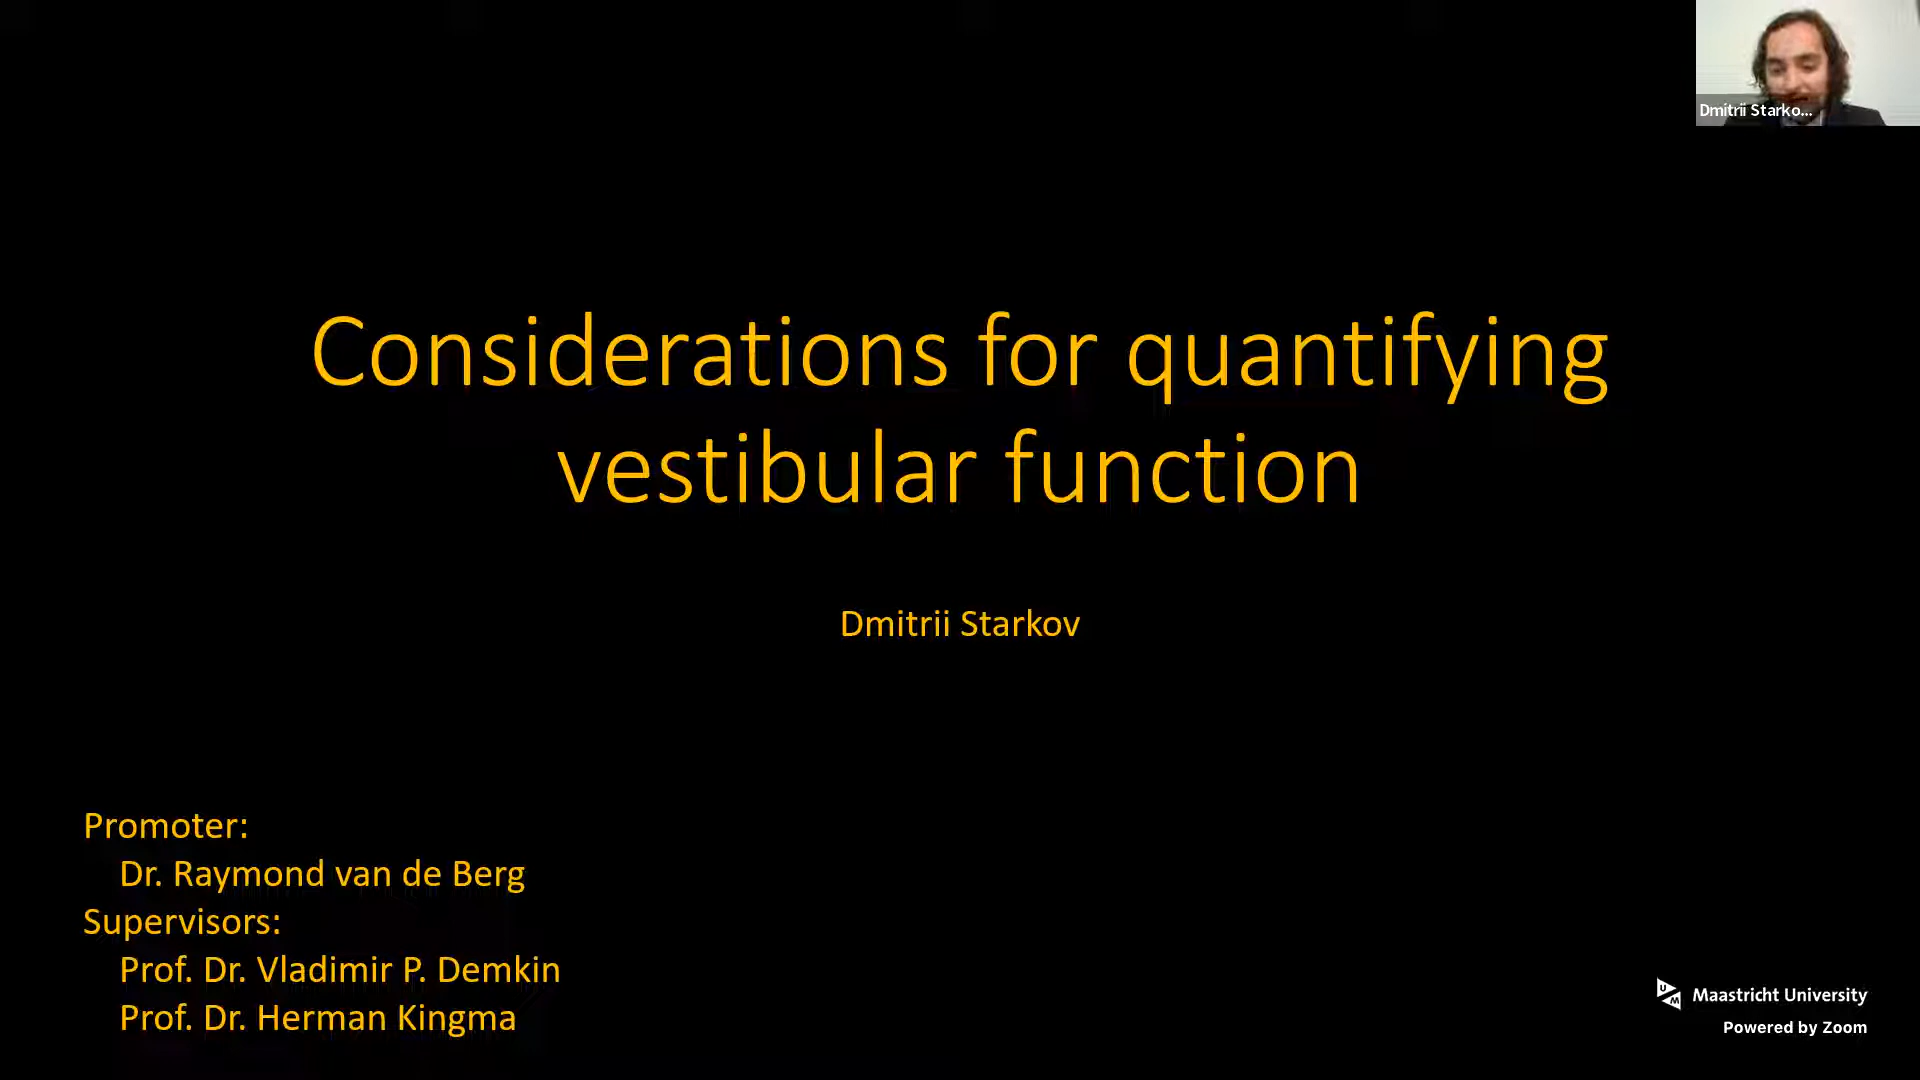 Dmitrii Starko...
Considerations for quantifying
vestibular function
Dmitrii Starkov
Promoter:
Dr. Raymond van de Berg
Supervisors:
Prof. Dr. Vladimir P. Demkin
Prof. Dr. Herman Kingma
UM Maastricht University
Powered by Zoom